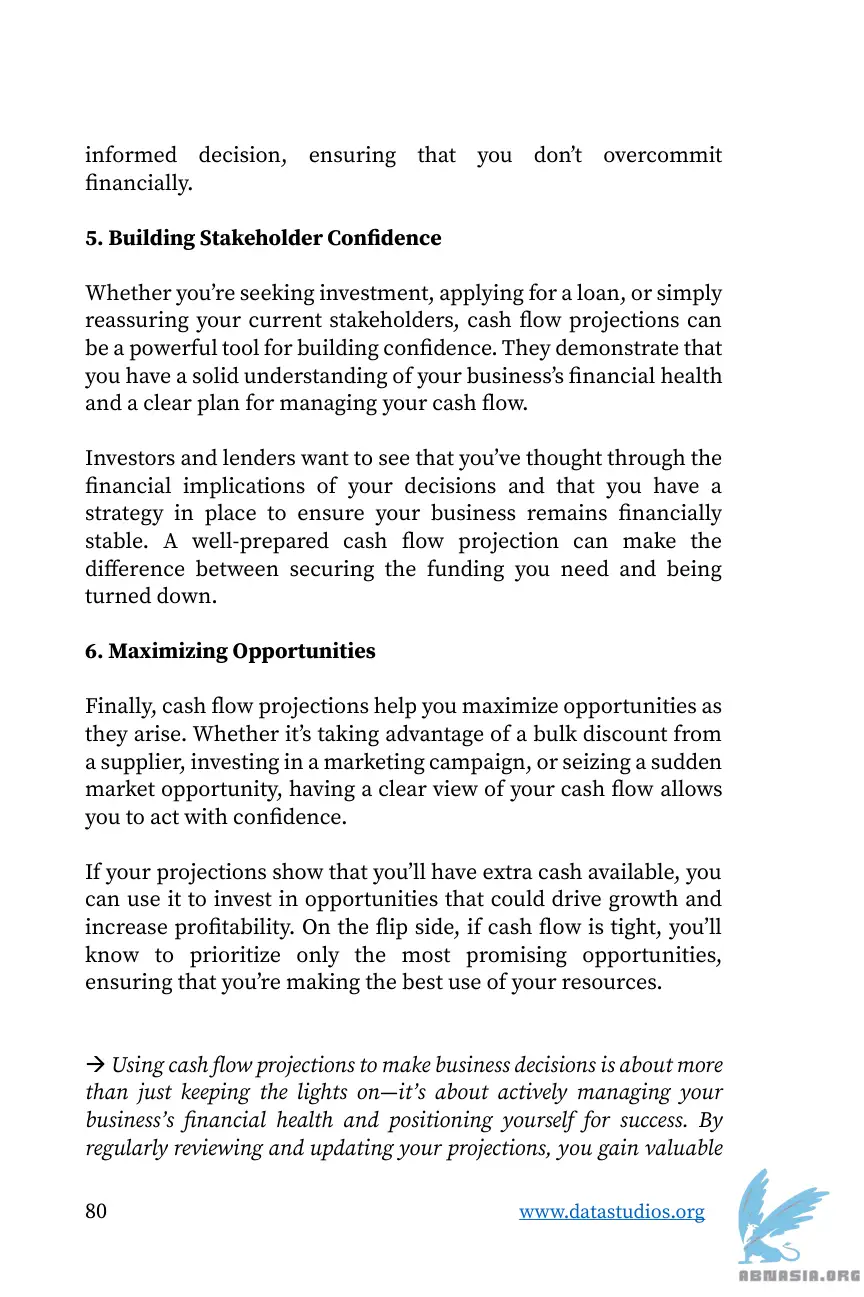 informed decision, ensuring that you don’t overcommit
financially.
5. Building Stakeholder Confidence
Whether you’re seeking investment, applying for a loan, or simply
reassuring your current stakeholders, cash flow projections can
be a powerful tool for building confidence. They demonstrate that
you have a solid understanding of your business’s financial health
and a clear plan for managing your cash flow.
Investors and lenders want to see that you’ve thought through the
financial implications of your decisions and that you have a
strategy in place to ensure your business remains financially
stable. A well-prepared cash flow projection can make the
difference between securing the funding you need and being
turned down.
6. Maximizing Opportunities
Finally, cash flow projections help you maximize opportunities as
they arise. Whether it’s taking advantage of a bulk discount from
a supplier, investing in a marketing campaign, or seizing a sudden
market opportunity, having a clear view of your cash flow allows
you to act with confidence.
If your projections show that you’ll have extra cash available, you
can use it to invest in opportunities that could drive growth and
increase profitability. On the flip side, if cash flow is tight, you’ll
know to prioritize only the most promising opportunities,
ensuring that you’re making the best use of your resources.
→ Using cash flow projections to make business decisions is about more
than just keeping the lights on—it’s about actively managing your
business’s financial health and positioning yourself for success. By
regularly reviewing and updating your projections, you gain valuable
80 www.datastudios.org
ABNASIA.ORG